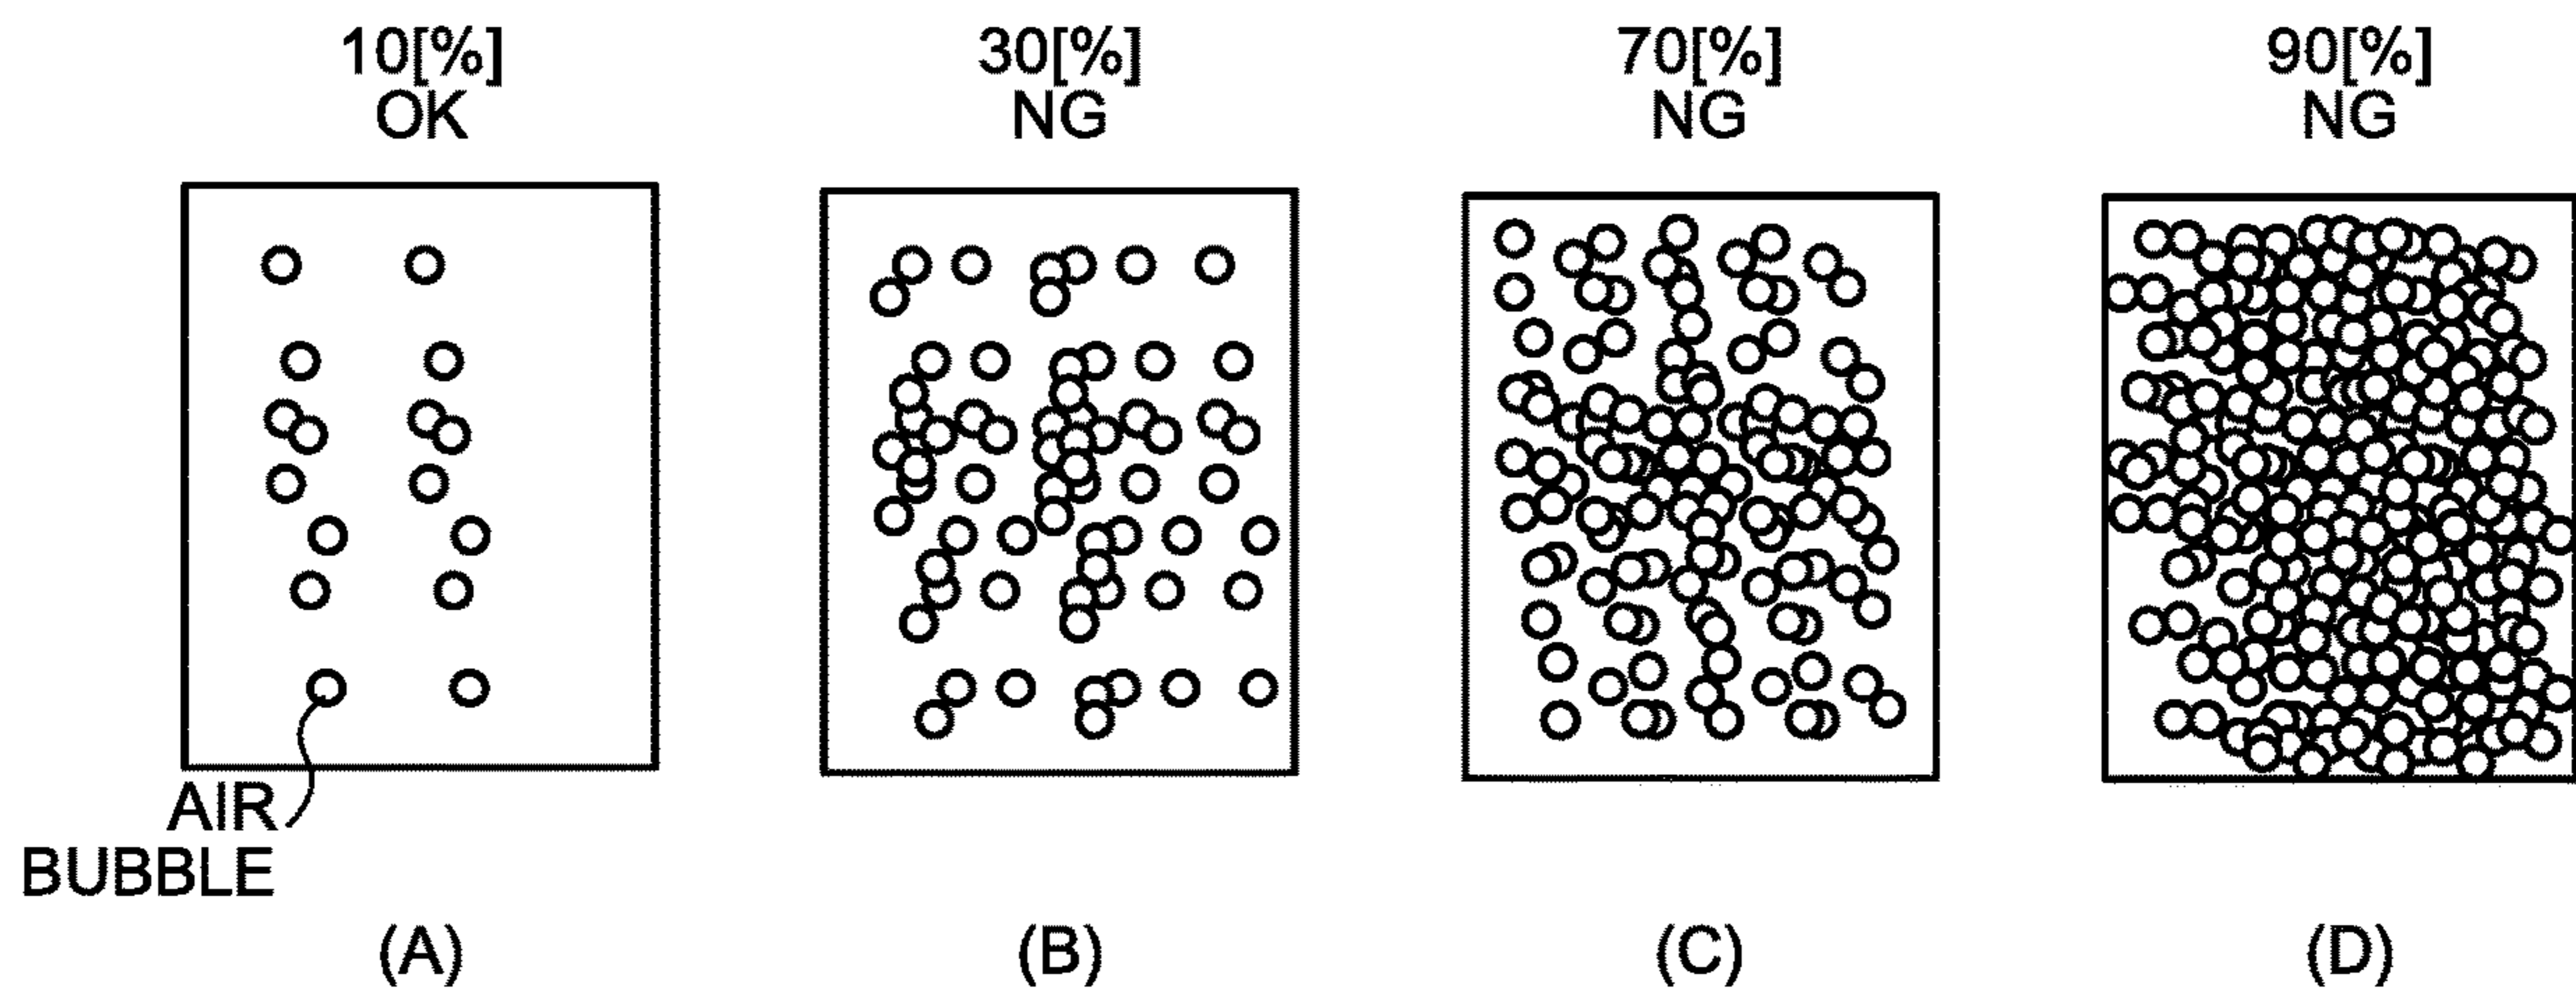 10[%]
OK
30[%]
NG
70[%]
NG
90[%]
NG
AIR
BUBBLE
(A)
(B)
(C)
(D)